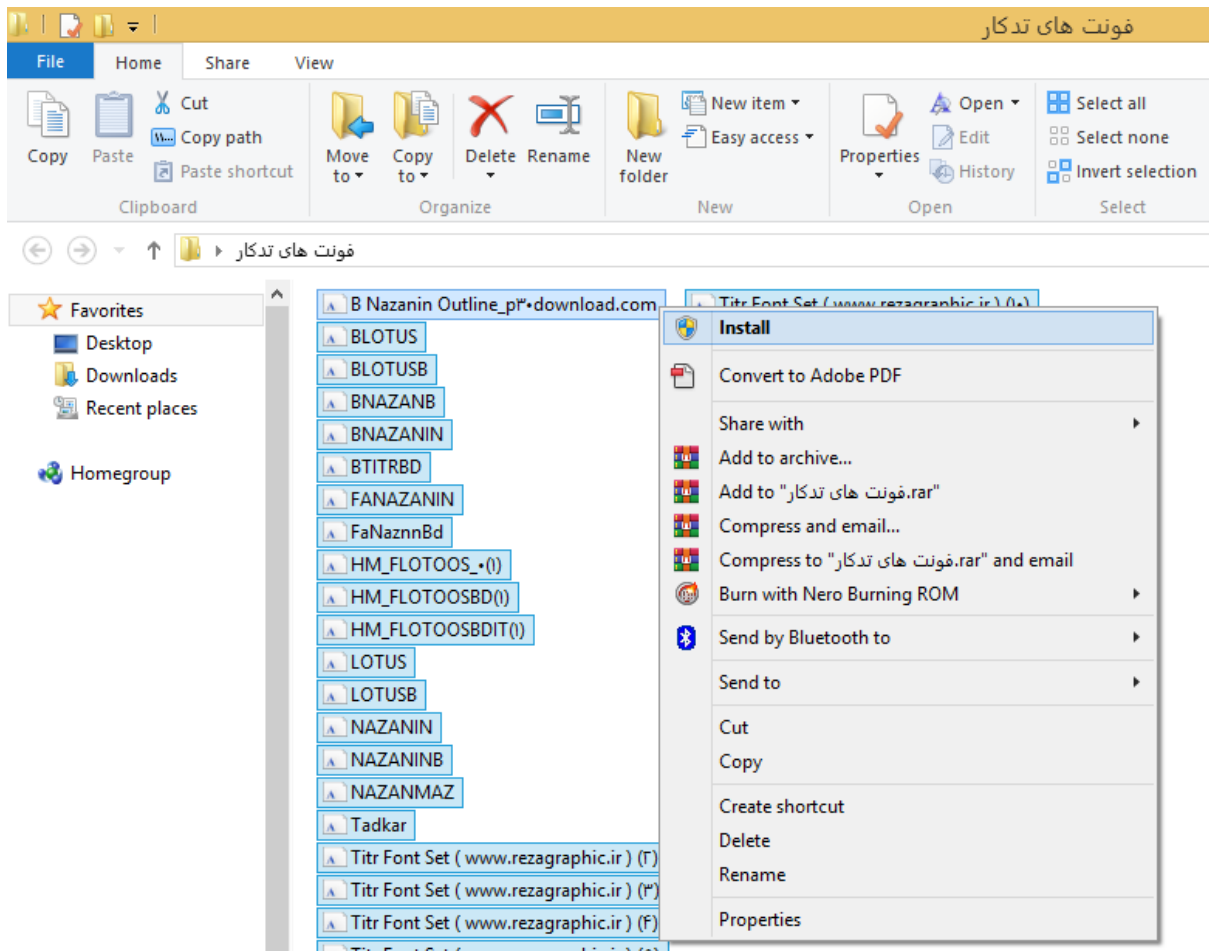 فونت های تدکار
File Home Share View
Copy
Paste
Cut
Copy path
Paste shortcut
Clipboard
Move to
Copy to
Delete
Rename
Organize
New folder
New item
Easy access
New
Properties
Open
Edit
History
Open
Select all
Select none
Invert selection
Select
فونت های تدکار
Favorites
Desktop
Downloads
Recent places
Homegroup
B Nazanin Outline_p۳۰download.com
BLOTUS
BLOTUSB
BNAZANB
BNAZANIN
BTITRBD
FANAZANIN
FaNaznnBd
HM_FLOTOOS_۰(۱)
HM_FLOTOOSBD(۱)
HM_FLOTOOSBDIT(۱)
LOTUS
LOTUSB
NAZANIN
NAZANINB
NAZANMAZ
Tadkar
Titr Font Set ( www.rezagraphic.ir ) (۲)
Titr Font Set ( www.rezagraphic.ir ) (۳)
Titr Font Set ( www.rezagraphic.ir ) (۴)
Titr Font Set ( www.rezagraphic.ir ) (۱۰)
Install
Convert to Adobe PDF
Share with
Add to archive...
Add to "فونت های تدکار.rar"
Compress and email...
Compress to "فونت های تدکار.rar" and email
Burn with Nero Burning ROM
Send by Bluetooth to
Send to
Cut
Copy
Create shortcut
Delete
Rename
Properties